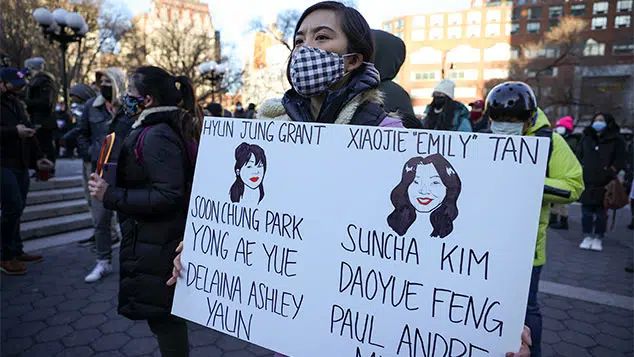 HYUN JUNG GRANT
SOON CHUNG PARK
YONG AE YUE
DELAINA ASHLEY
YAUN
XIAOJIE "EMILY" TAN
SUNCHA KIM
DAOYUE FENG
PAUL ANDRE